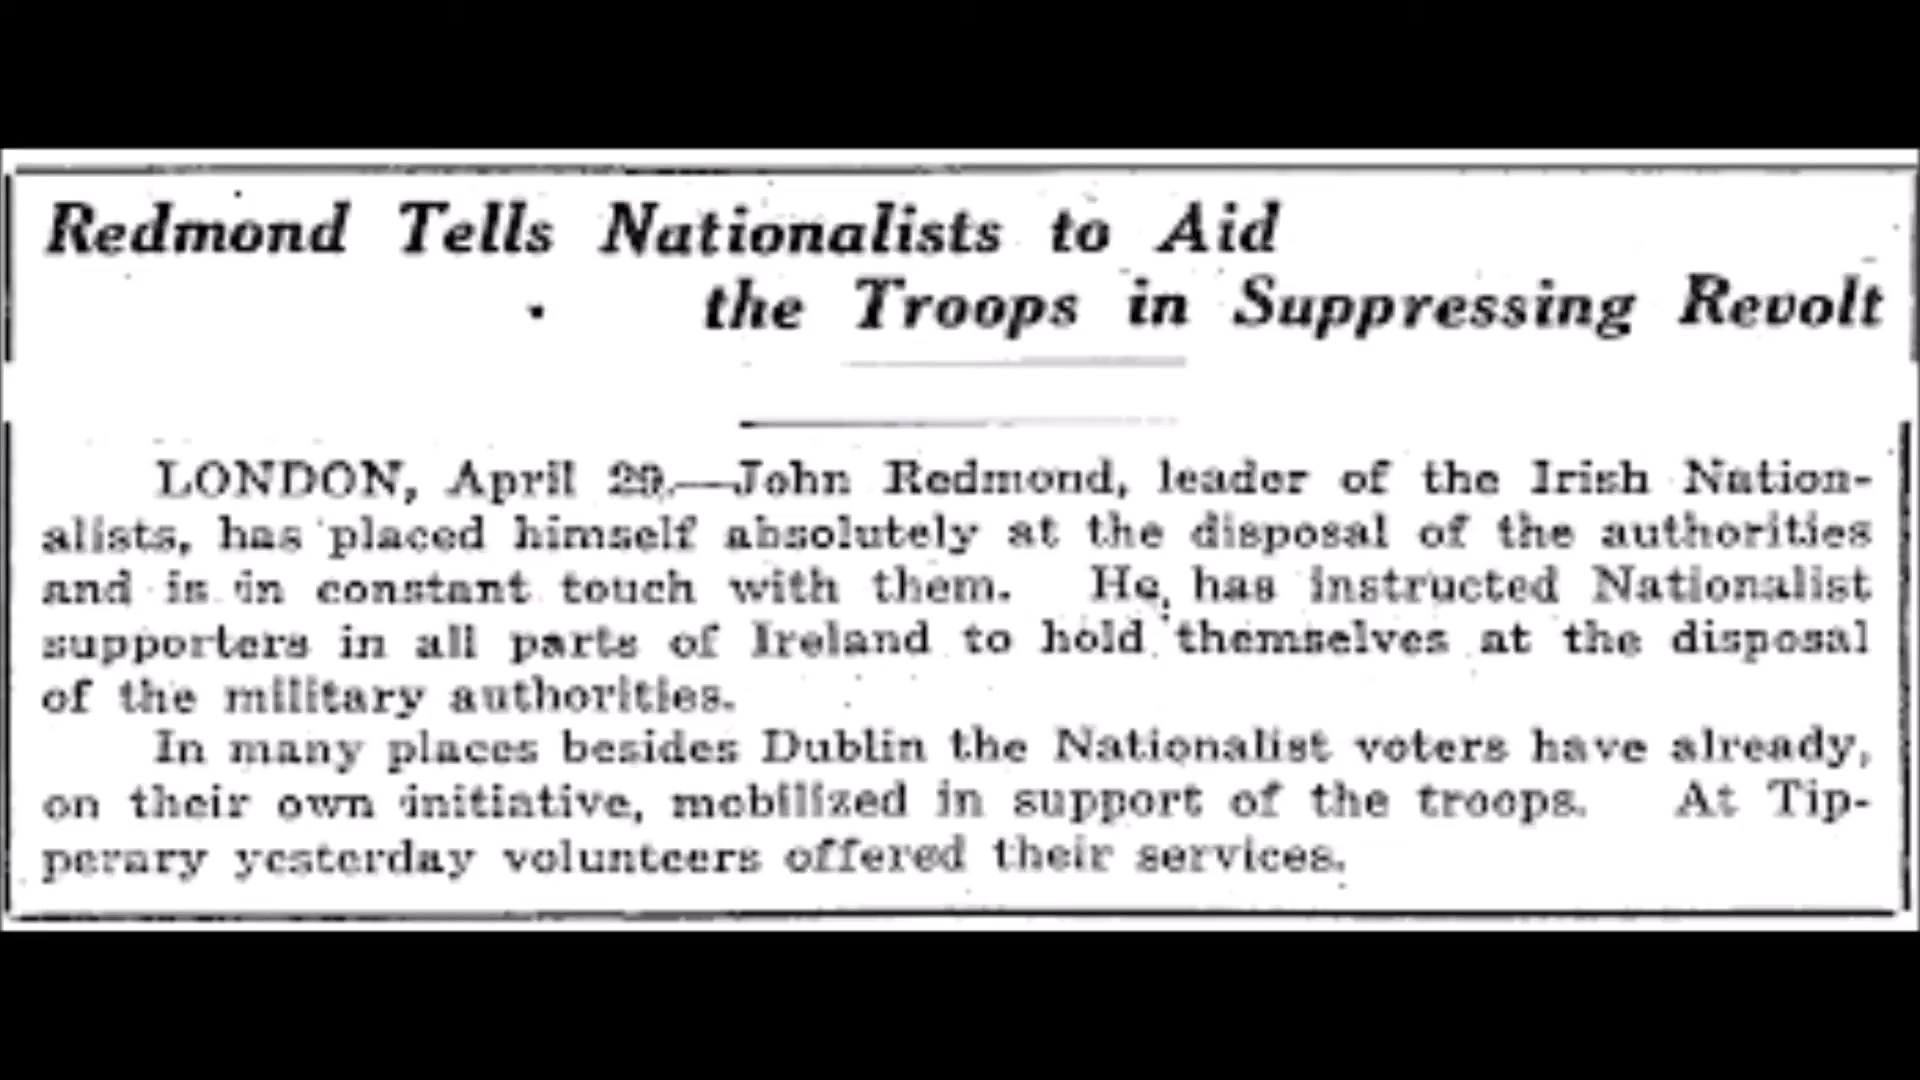 Redmond Tells Nationalists to Aid
the Troops in Suppressing Revolt
LONDON, April 29.—John Redmond, leader of the Irish Nation-
alists, has placed himself absolutely at the disposal of the authorities
and is in constant touch with them. He has instructed Nationalist
supporters in all parts of Ireland to hold themselves at the disposal
of the military authorities.
In many places besides Dublin the Nationalist voters have already,
on their own initiative, mobilized in support of the troops. At Tip-
perary yesterday volunteers offered their services.